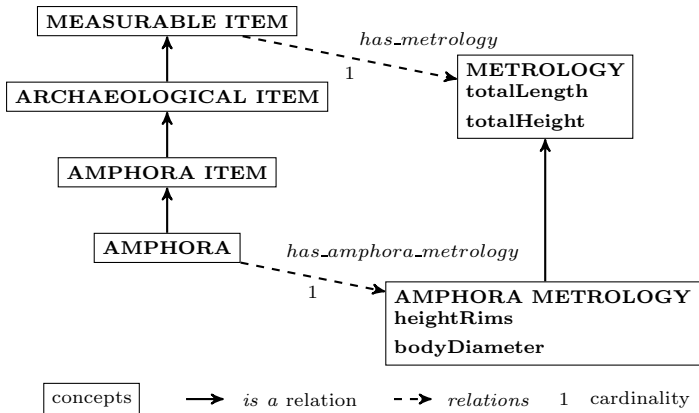 MEASURABLE ITEM
has_metrology
1
METROLOGY
totalLength
totalHeight
ARCHAEOLOGICAL ITEM
AMPHORA ITEM
AMPHORA
has_amphora_metrology
1
AMPHORA METROLOGY
heightRims
bodyDiameter
concepts is a relation relations 1 cardinality